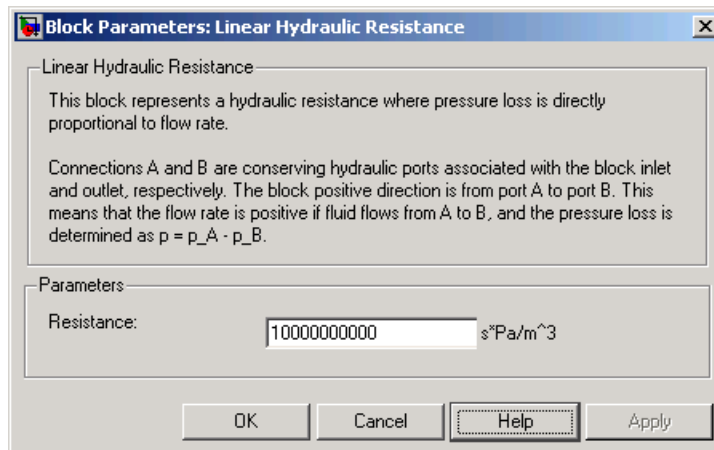 Block Parameters: Linear Hydraulic Resistance
Linear Hydraulic Resistance
This block represents a hydraulic resistance where pressure loss is directly
proportional to flow rate.
Connections A and B are conserving hydraulic ports associated with the block inlet
and outlet, respectively. The block positive direction is from port A to port B. This
means that the flow rate is positive if fluid flows from A to B, and the pressure loss is
determined as p = p_A - p_B.
Parameters
Resistance: 10000000000 s*Pa/m^3
OK Cancel Help Apply